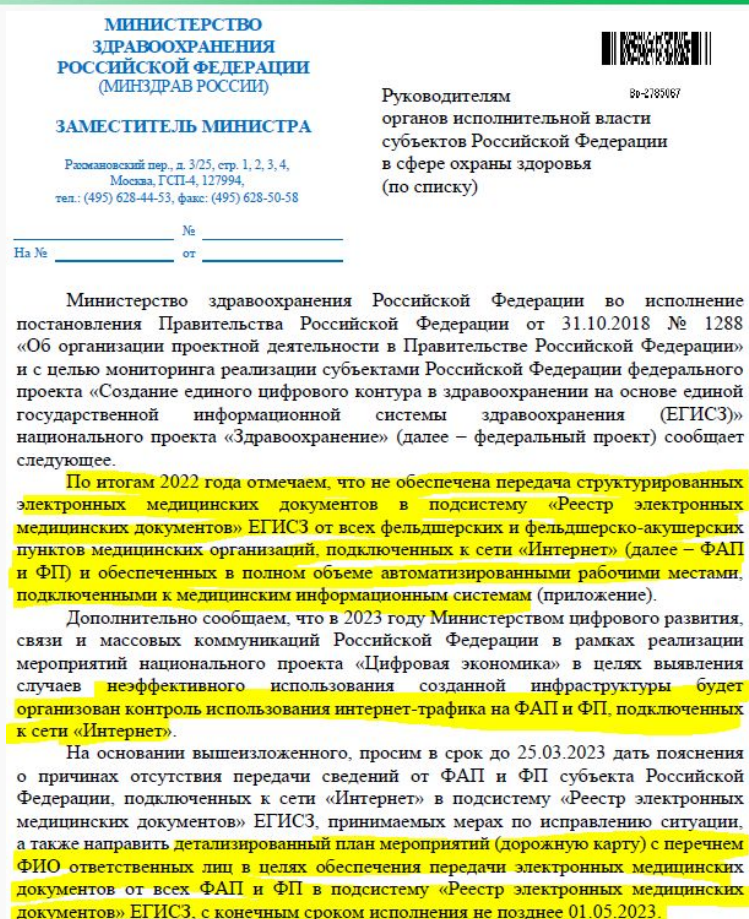 МИНИСТЕРСТВО
ЗДРАВООХРАНЕНИЯ
РОССИЙСКОЙ ФЕДЕРАЦИИ
(МИНЗДРАВ РОССИИ)
ЗАМЕСТИТЕЛЬ МИНИСТРА
Рахмановский пер., д. 3/25, стр. 1, 2, 3, 4,
Москва, ГСП-4, 127994,
тел.: (495) 628-44-53, факс: (495) 628-50-58
№
На № от
Вр-2785067
Руководителям
органов исполнительной власти
субъектов Российской Федерации
в сфере охраны здоровья
(по списку)
Министерство здравоохранения Российской Федерации во исполнение
постановления Правительства Российской Федерации от 31.10.2018 № 1288
«Об организации проектной деятельности в Правительстве Российской Федерации»
и с целью мониторинга реализации субъектами Российской Федерации федерального
проекта «Создание единого цифрового контура в здравоохранении на основе единой
государственной информационной системы здравоохранения (ЕГИСЗ)»
национального проекта «Здравоохранение» (далее – федеральный проект) сообщает
следующее.
По итогам 2022 года отмечаем, что не обеспечена передача структурированных
электронных медицинских документов в подсистему «Реестр электронных
медицинских документов» ЕГИСЗ от всех фельдшерских и фельдшерско-акушерских
пунктов медицинских организаций, подключенных к сети «Интернет» (далее – ФАП
и ФП) и обеспеченных в полном объеме автоматизированными рабочими местами,
подключенными к медицинским информационным системам (приложение).
Дополнительно сообщаем, что в 2023 году Министерством цифрового развития,
связи и массовых коммуникаций Российской Федерации в рамках реализации
мероприятий национального проекта «Цифровая экономика» в целях выявления
случаев неэффективного использования созданной инфраструктуры будет
организован контроль использования интернет-трафика на ФАП и ФП, подключенных
к сети «Интернет».
На основании вышеизложенного, просим в срок до 25.03.2023 дать пояснения
о причинах отсутствия передачи сведений от ФАП и ФП субъекта Российской
Федерации, подключенных к сети «Интернет» в подсистему «Реестр электронных
медицинских документов» ЕГИСЗ, принимаемых мерах по исправлению ситуации,
а также направить детализированный план мероприятий (дорожную карту) с перечнем
ФИО ответственных лиц в целях обеспечения передачи электронных медицинских
документов от всех ФАП и ФП в подсистему «Реестр электронных медицинских
документов» ЕГИСЗ, с конечным сроком исполнения не позднее 01.05.2023.